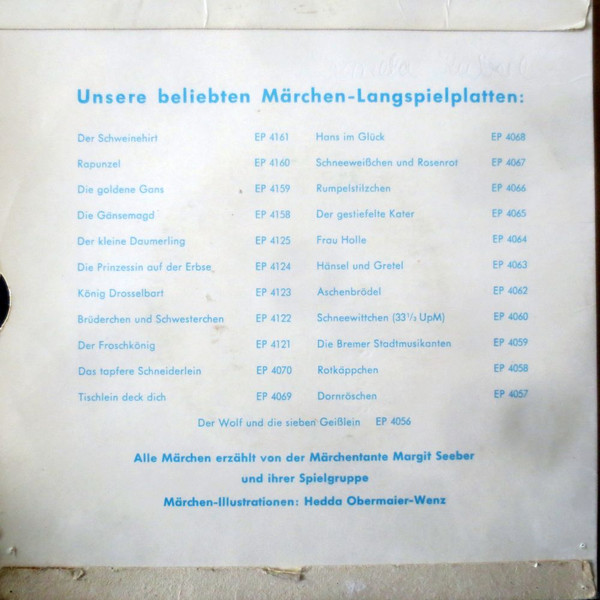 Unsere beliebten Märchen-Langspielplatten:
Der Schweinehirt EP 4161
Rapunzel EP 4160
Die goldene Gans EP 4159
Die Gänsemagd EP 4158
Der kleine Daumerling EP 4125
Die Prinzessin auf der Erbse EP 4124
König Drosselbart EP 4123
Brüderchen und Schwesterchen EP 4122
Der Froschkönig EP 4121
Das tapfere Schneiderlein EP 4070
Tischlein deck dich EP 4069
Hans im Glück EP 4068
Schneeweißchen und Rosenrot EP 4067
Rumpelstilzchen EP 4066
Der gestiefelte Kater EP 4065
Frau Holle EP 4064
Hänsel und Gretel EP 4063
Aschenbrödel EP 4062
Schneewittchen (33⅓ UpM) EP 4060
Die Bremer Stadtmusikanten EP 4059
Rotkäppchen EP 4058
Dornröschen EP 4057
Der Wolf und die sieben Geißlein EP 4056
Alle Märchen erzählt von der Märchentante Margit Seeber
und ihrer Spielgruppe
Märchen-Illustrationen: Hedda Obermaier-Wenz